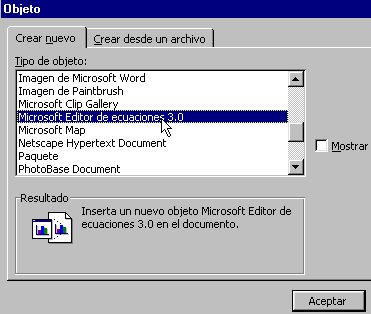 Objeto
Crear nuevo
Crear desde un archivo
Tipo de objeto:
Imagen de Microsoft Word
Imagen de Paintbrush
Microsoft Clip Gallery
Microsoft Editor de ecuaciones 3.0
Microsoft Map
Netscape Hypertext Document
Paquete
PhotoBase Document
Mostrar
Resultado
Inserta un nuevo objeto Microsoft Editor de
ecuaciones 3.0 en el documento.
Aceptar